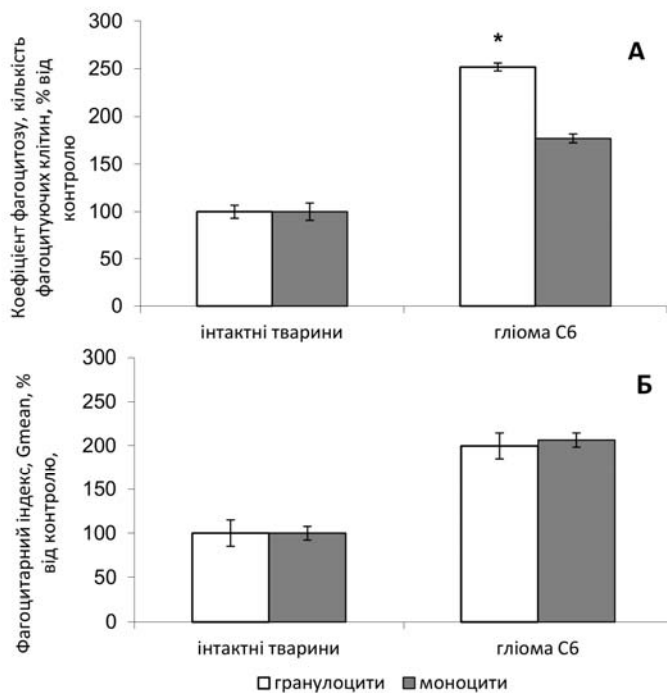 Коефіцієнт фагоцитозу, кількість
фагоцитуючих клітин, % від
контролю
300
250
200
150
100
50
0
*
А
інтактні тварини
гліома С6
Фагоцитарний індекс, Gmean, %
від контролю,
300
250
200
150
100
50
0
Б
інтактні тварини
гліома С6
гранулоцити
моноцити